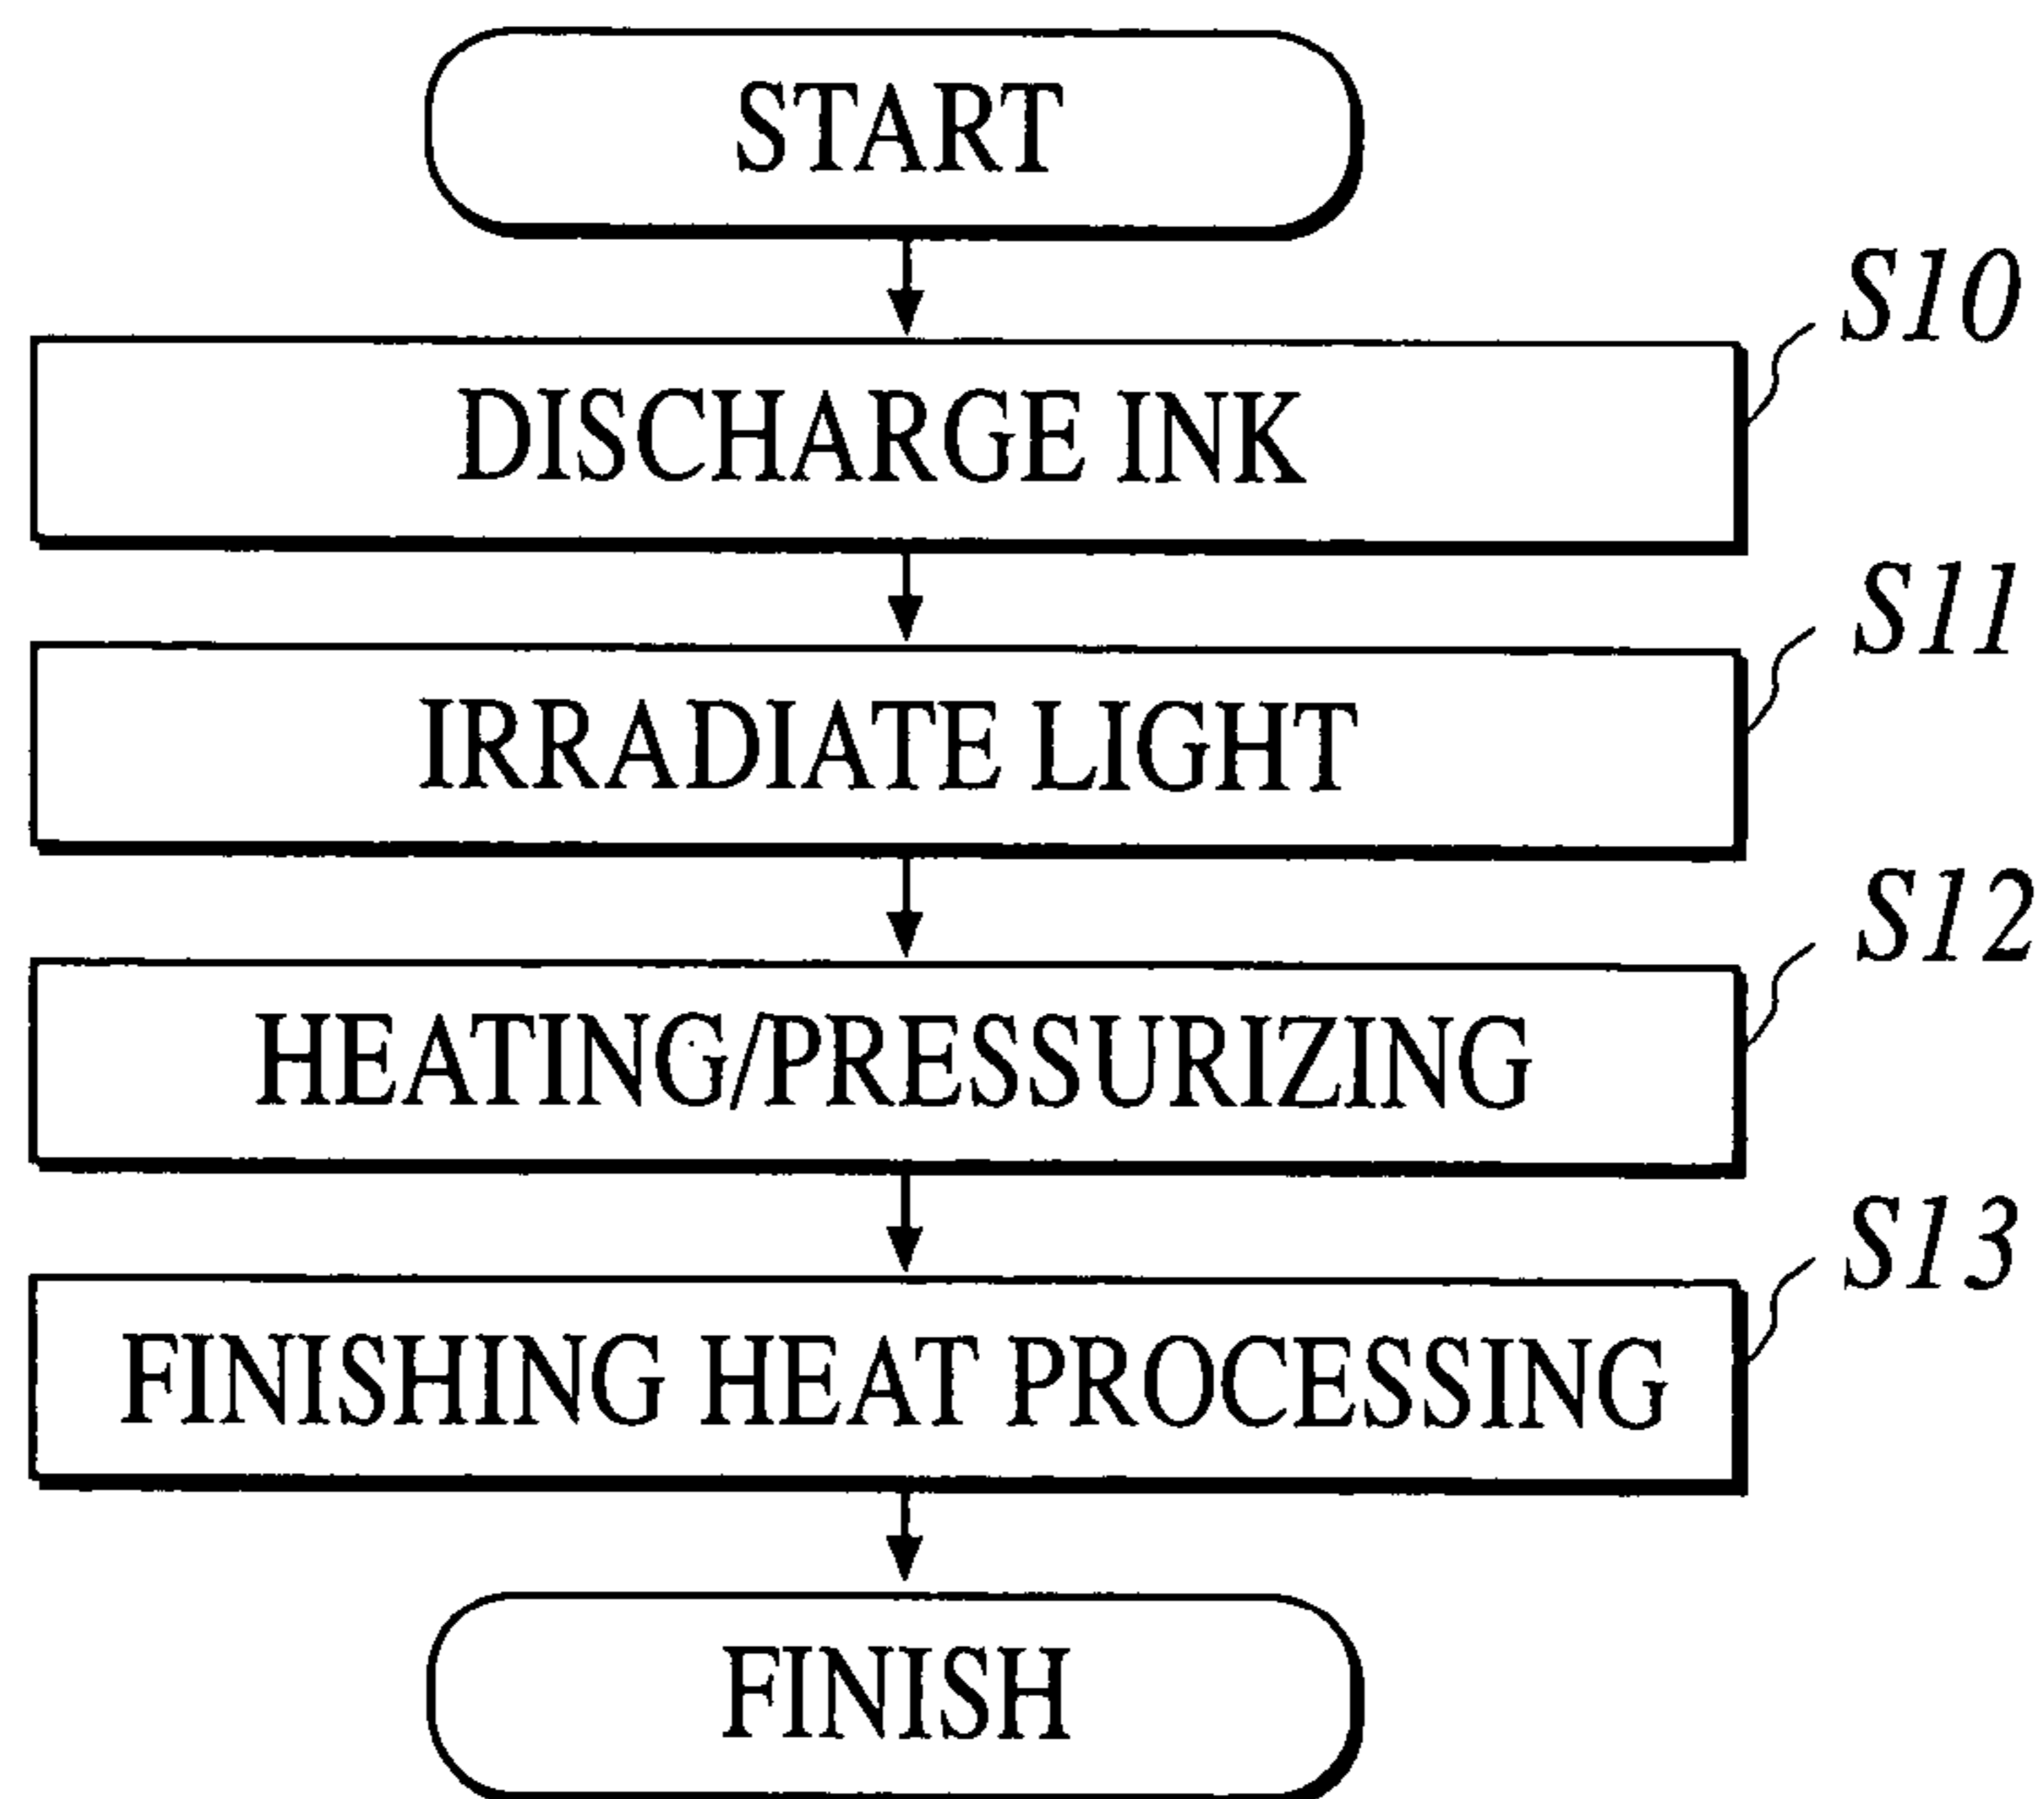 START
S10
DISCHARGE INK
S11
IRRADIATE LIGHT
S12
HEATING/PRESSURIZING
S13
FINISHING HEAT PROCESSING
FINISH